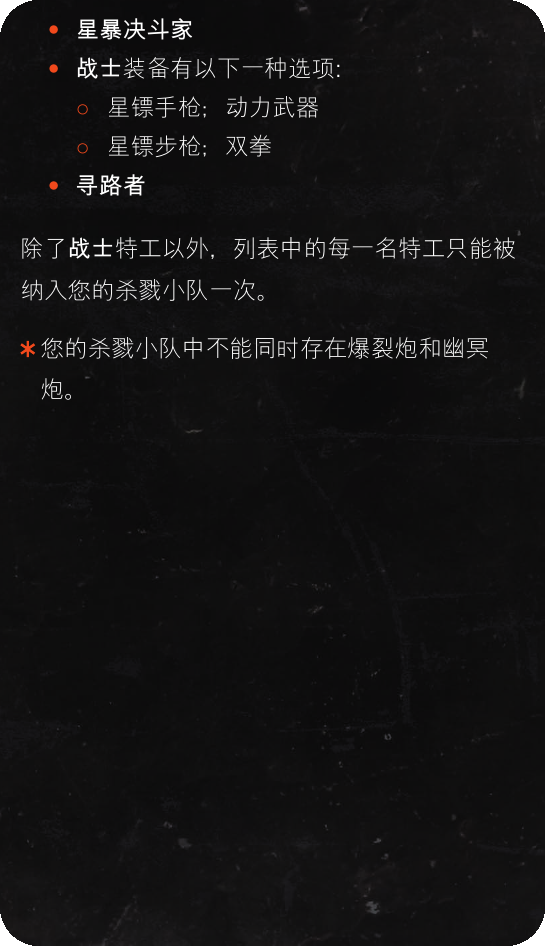 • 星暴决斗家
• 战士装备有以下一种选项:
○ 星镖手枪；动力武器
○ 星镖步枪；双拳
• 寻路者
除了战士特工以外，列表中的每一名特工只能被
纳入您的杀戮小队一次。
* 您的杀戮小队中不能同时存在爆裂炮和幽冥
炮。